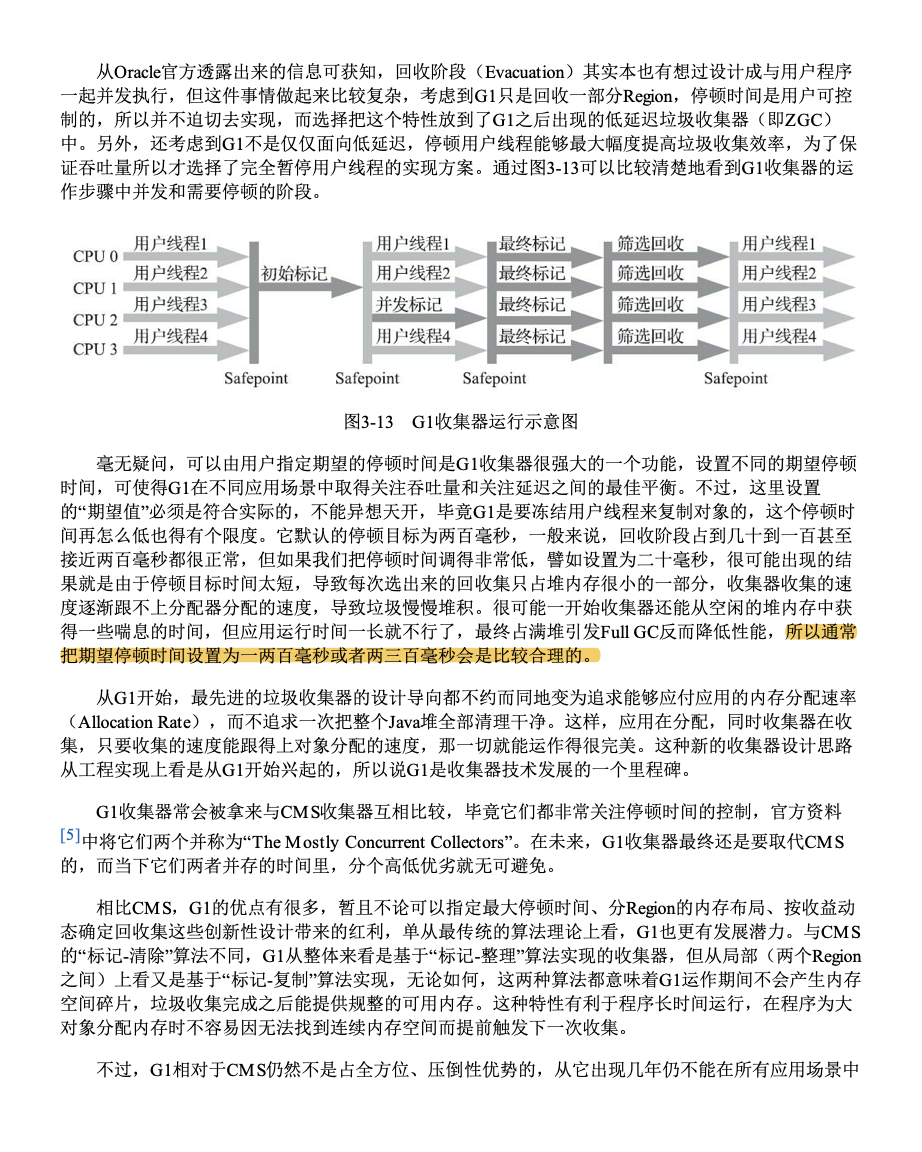 从Oracle官方透露出来的信息可获知，回收阶段（Evacuation）其实本也有想过设计成与用户程序
一起并发执行，但这件事情做起来比较复杂，考虑到G1只是回收一部分Region，停顿时间是用户可控
制的，所以并不迫切去实现，而选择把这个特性放到了G1之后出现的低延迟垃圾收集器（即ZGC）
中。另外，还考虑到G1不是仅仅面向低延迟，停顿用户线程能够最大幅度提高垃圾收集效率，为了保
证吞吐量所以才选择了完全暂停用户线程的实现方案。通过图3-13可以比较清楚地看到G1收集器的运
作步骤中并发和需要停顿的阶段。
CPU 0 用户线程1 用户线程1 最终标记 筛选回收 用户线程1
CPU 1 用户线程2 初始标记 用户线程2 最终标记 筛选回收 用户线程2
CPU 2 用户线程3 并发标记 最终标记 筛选回收 用户线程3
CPU 3 用户线程4 用户线程4 最终标记 筛选回收 用户线程4
Safepoint Safepoint Safepoint Safepoint
图3-13 G1收集器运行示意图
毫无疑问，可以由用户指定期望的停顿时间是G1收集器很强大的一个功能，设置不同的期望停顿
时间，可使得G1在不同应用场景中取得关注吞吐量和关注延迟之间的最佳平衡。不过，这里设置
的“期望值”必须是符合实际的，不能异想天开，毕竟G1是要冻结用户线程来复制对象的，这个停顿时
间再怎么低也得有个限度。它默认的停顿目标为两百毫秒，一般来说，回收阶段占到几十到一百甚至
接近两百毫秒都很正常，但如果我们把停顿时间调得非常低，譬如设置为二十毫秒，很可能出现的结
果就是由于停顿目标时间太短，导致每次选出来的回收集只占堆内存很小的一部分，收集器收集的速
度逐渐跟不上分配器分配的速度，导致垃圾慢慢堆积。很可能一开始收集器还能从空闲的堆内存中获
得一些喘息的时间，但应用运行时间一长就不行了，最终占满堆引发Full GC反而降低性能，所以通常
把期望停顿时间设置为一两百毫秒或者两三百毫秒会是比较合理的。
从G1开始，最先进的垃圾收集器的设计导向都不约而同地变为追求能够应付应用的内存分配速率
（Allocation Rate），而不追求一次把整个Java堆全部清理干净。这样，应用在分配，同时收集器在收
集，只要收集的速度能跟得上对象分配的速度，那一切就能运作得很完美。这种新的收集器设计思路
从工程实现上看是从G1开始兴起的，所以说G1是收集器技术发展的一个里程碑。
G1收集器常会被拿来与CMS收集器互相比较，毕竟它们都非常关注停顿时间的控制，官方资料
[5]中将它们两个并称为“The Mostly Concurrent Collectors”。在未来，G1收集器最终还是要取代CMS
的，而当下它们两者并存的时间里，分个高低优劣就无可避免。
相比CMS，G1的优点有很多，暂且不论可以指定最大停顿时间、分Region的内存布局、按收益动
态确定回收集这些创新性设计带来的红利，单从最传统的算法理论上看，G1也更有发展潜力。与CMS
的“标记-清除”算法不同，G1从整体来看是基于“标记-整理”算法实现的收集器，但从局部（两个Region
之间）上看又是基于“标记-复制”算法实现，无论如何，这两种算法都意味着G1运作期间不会产生内存
空间碎片，垃圾收集完成之后能提供规整的可用内存。这种特性有利于程序长时间运行，在程序为大
对象分配内存时不容易因无法找到连续内存空间而提前触发下一次收集。
不过，G1相对于CMS仍然不是占全方位、压倒性优势的，从它出现几年仍不能在所有应用场景中